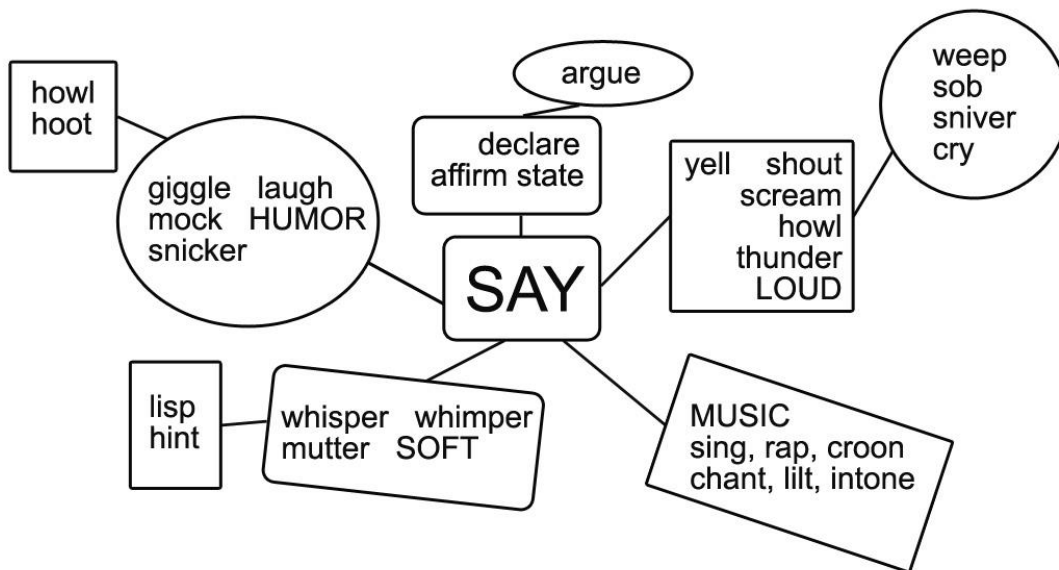 argue
weep
sob
sniver
cry
howl
hoot
declare
affirm state
yell shout
scream
howl
thunder
LOUD
giggle laugh
mock HUMOR
snicker
SAY
lisp
hint
whisper whimper
mutter SOFT
MUSIC
sing, rap, croon
chant, lilt, intone